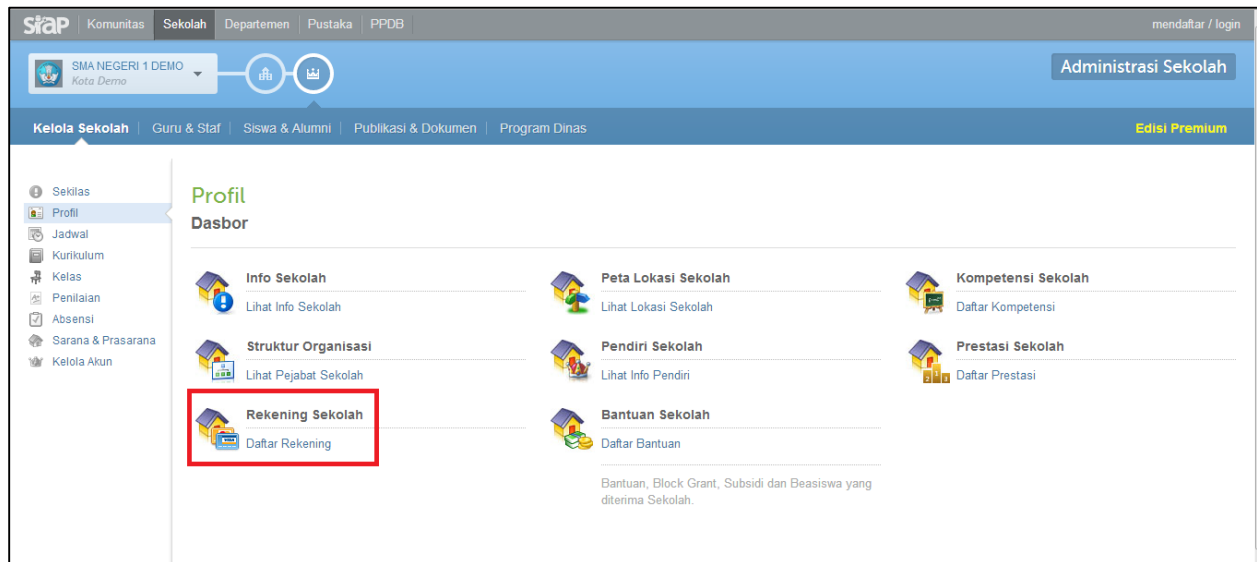 siap Komunitas Sekolah Departemen Pustaka PPDB mendaftar / login
SMA NEGERI 1 DEMO
Kota Demo
Administrasi Sekolah
Kelola Sekolah Guru & Staf Siswa & Alumni Publikasi & Dokumen Program Dinas Edisi Premium
Sekilas
Profil
Jadwal
Kurikulum
Kelas
Penilaian
Absensi
Sarana & Prasarana
Kelola Akun
Profil
Dasbor
Info Sekolah
Lihat Info Sekolah
Peta Lokasi Sekolah
Lihat Lokasi Sekolah
Kompetensi Sekolah
Daftar Kompetensi
Struktur Organisasi
Lihat Pejabat Sekolah
Pendiri Sekolah
Lihat Info Pendiri
Prestasi Sekolah
Daftar Prestasi
Rekening Sekolah
Daftar Rekening
Bantuan Sekolah
Daftar Bantuan
Bantuan, Block Grant, Subsidi dan Beasiswa yang
diterima Sekolah.